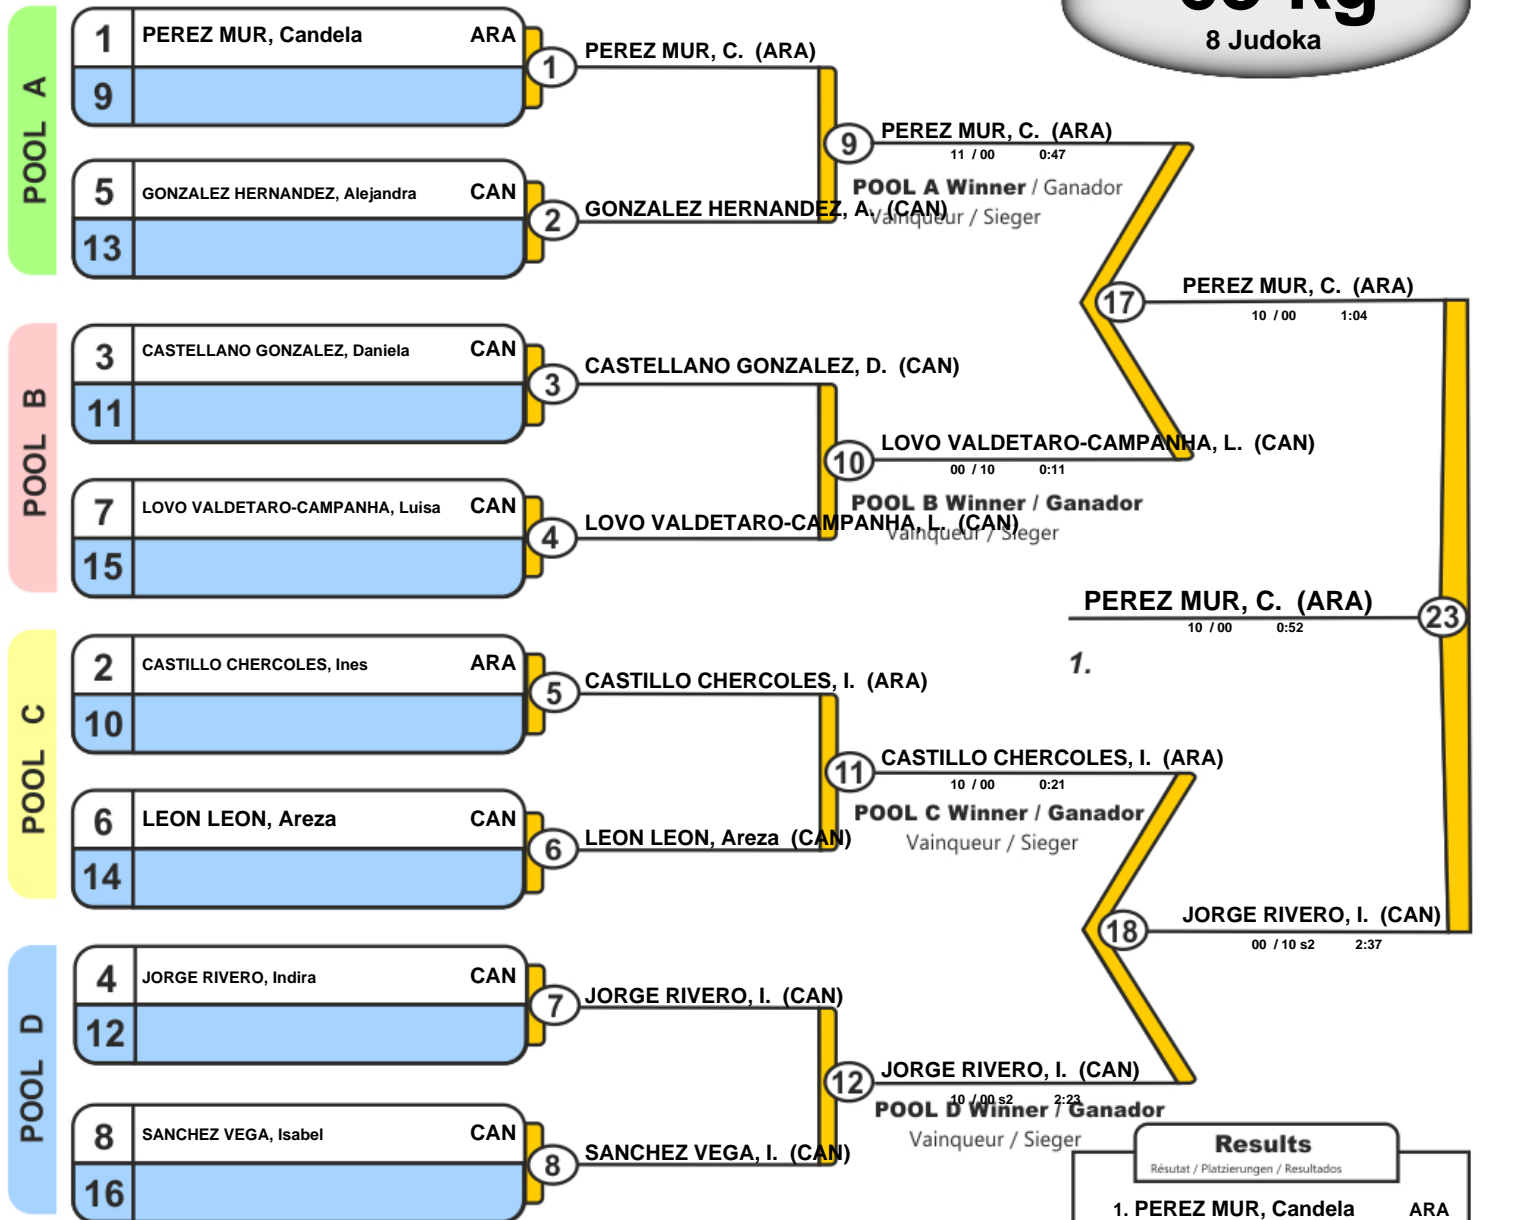 8 Judoka
POOL A
1 PEREZ MUR, Candela ARA
9
1 PEREZ MUR, C. (ARA)
5 GONZALEZ HERNANDEZ, Alejandra CAN
13
2 GONZALEZ HERNANDEZ, A. (CAN)
9 PEREZ MUR, C. (ARA)
11 / 00 0:47
POOL A Winner / Ganador
Vainqueur / Sieger
POOL B
3 CASTELLANO GONZALEZ, Daniela CAN
11
3 CASTELLANO GONZALEZ, D. (CAN)
7 LOVO VALDETARO-CAMPANHA, Luisa CAN
15
4 LOVO VALDETARO-CAMPANHA, L. (CAN)
10 LOVO VALDETARO-CAMPANHA, L. (CAN)
00 / 10 0:11
POOL B Winner / Ganador
Vainqueur / Sieger
17 PEREZ MUR, C. (ARA)
10 / 00 1:04
PEREZ MUR, C. (ARA) 23
10 / 00 0:52
1.
POOL C
2 CASTILLO CHERCOLES, Ines ARA
10
5 CASTILLO CHERCOLES, I. (ARA)
6 LEON LEON, Areza CAN
14
6 LEON LEON, Areza (CAN)
11 CASTILLO CHERCOLES, I. (ARA)
10 / 00 0:21
POOL C Winner / Ganador
Vainqueur / Sieger
POOL D
4 JORGE RIVERO, Indira CAN
12
7 JORGE RIVERO, I. (CAN)
8 SANCHEZ VEGA, Isabel CAN
16
8 SANCHEZ VEGA, I. (CAN)
12 JORGE RIVERO, I. (CAN)
10 / 00 s2 2:23
POOL D Winner / Ganador
Vainqueur / Sieger
18 JORGE RIVERO, I. (CAN)
00 / 10 s2 2:37
Results
Résutat / Platzierungen / Resultados
1. PEREZ MUR, Candela ARA